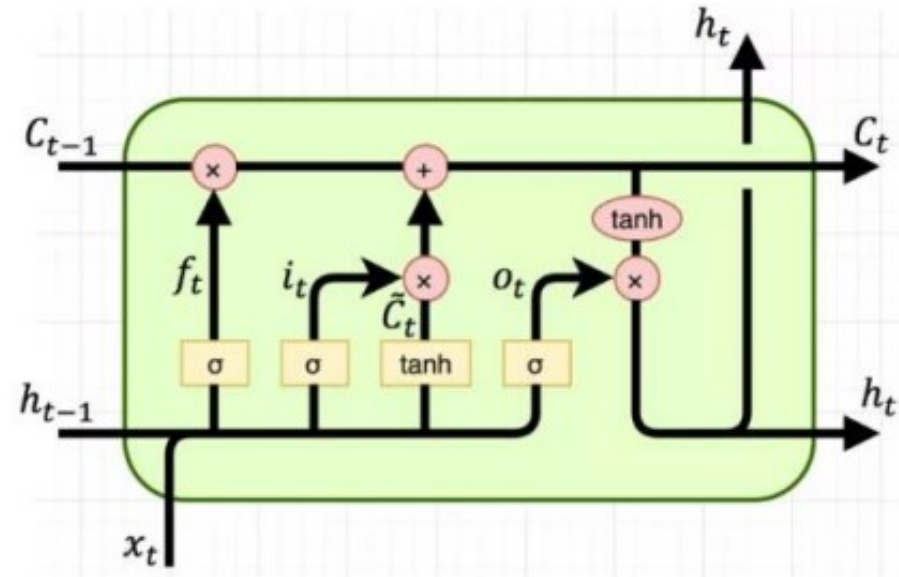 h_t
C_{t-1} C_t
× +
tanh
f_t i_t × o_t ×
C̃_t
σ σ tanh σ
h_{t-1} h_t
x_t